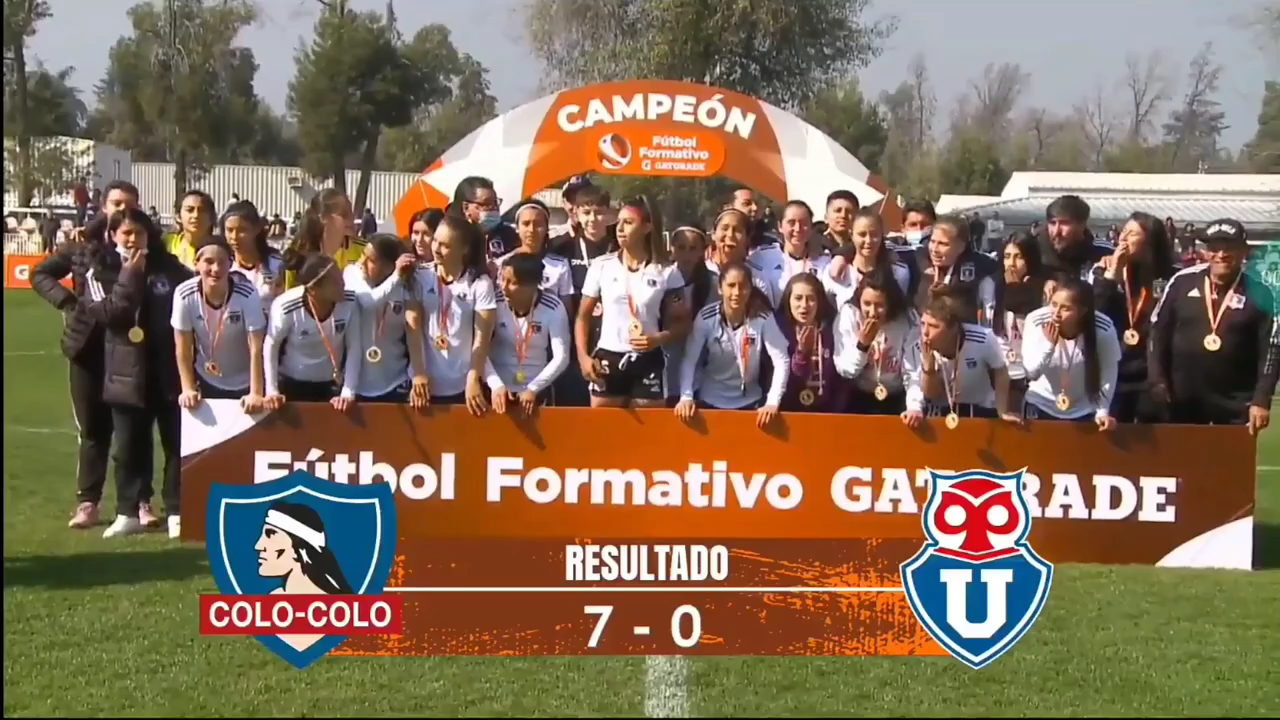 CAMPEÓN
Fútbol
Formativo
G GATORADE
Fútbol Formativo GATORADE
RESULTADO
COLO-COLO
7 - 0
U